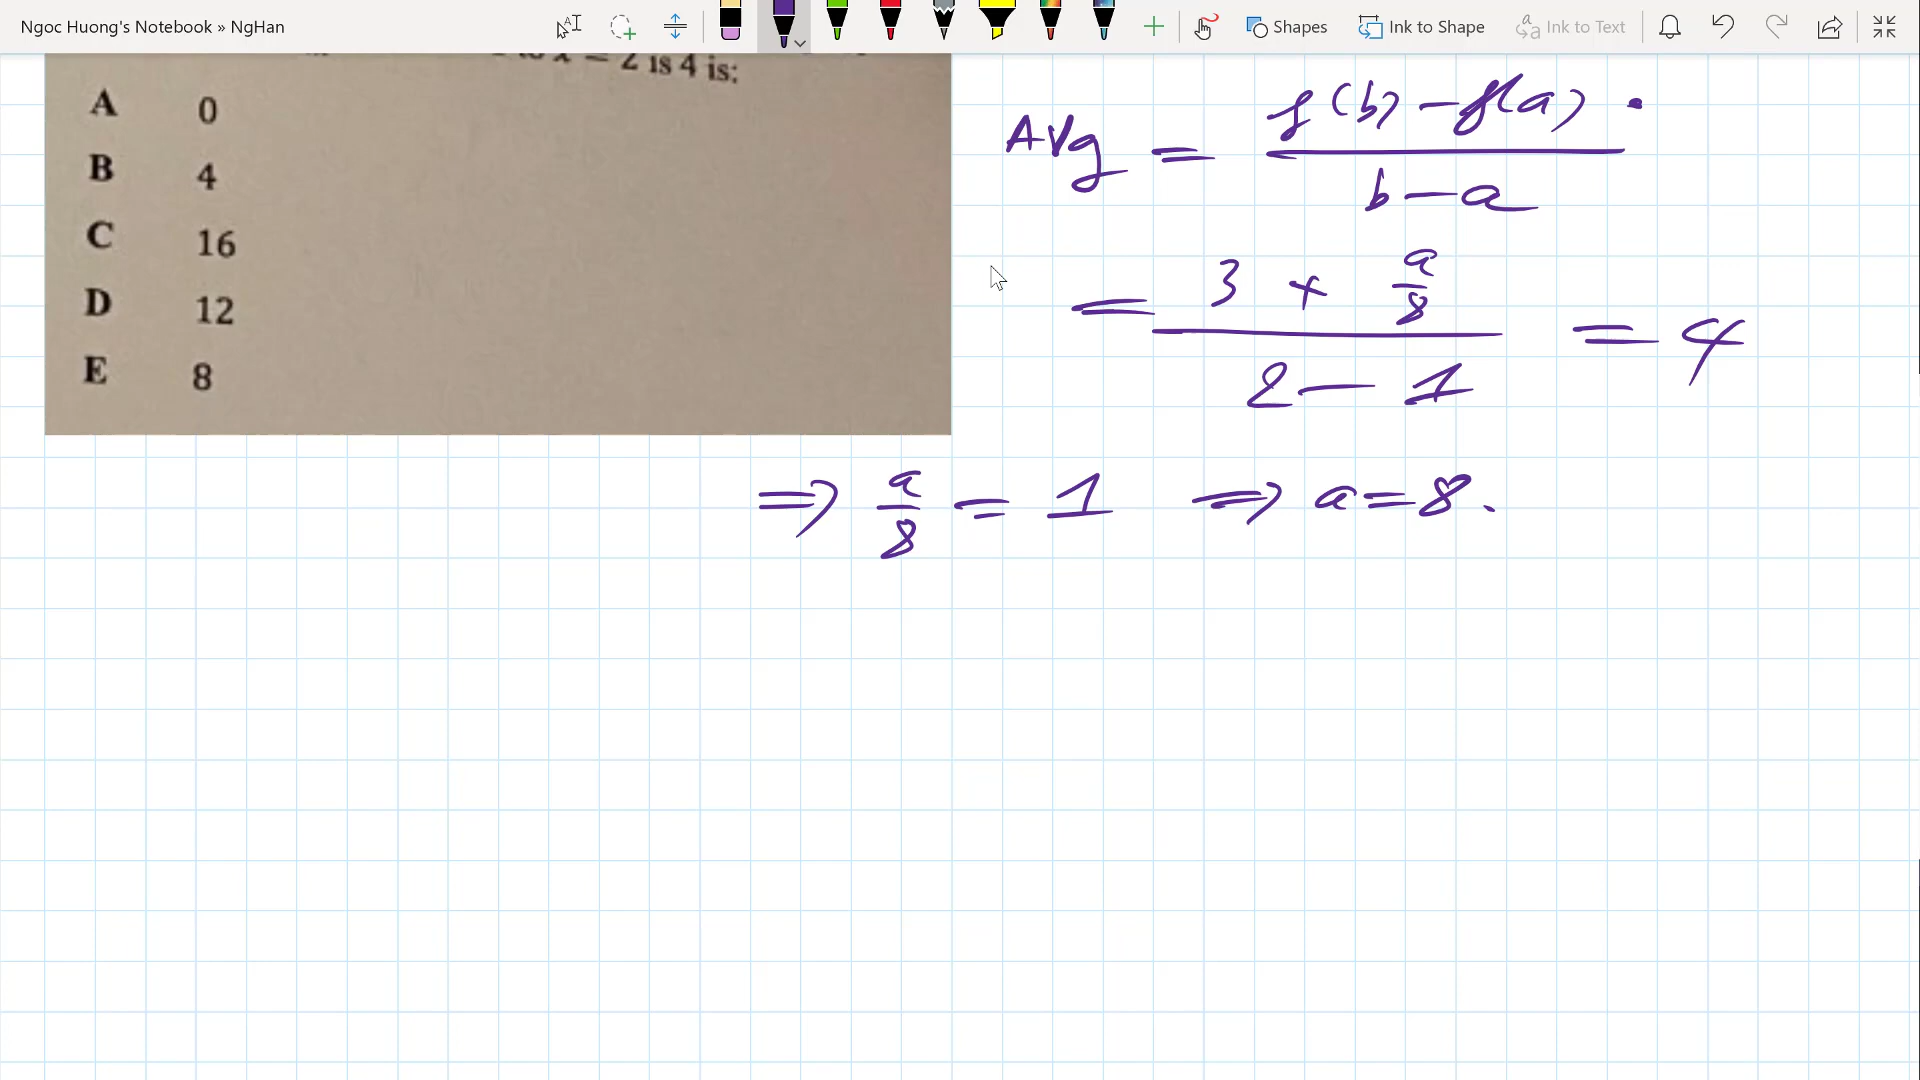 Ngoc Huong's Notebook » NgHan
Shapes
Ink to Shape
Ink to Text
x = 2 is 4 is:
A 0
B 4
C 16
D 12
E 8
Avg = f(b) - f(a) / b - a
= 3 + a/8 / 2 - 1 = 4
⇒ a/8 = 1 ⇒ a = 8.